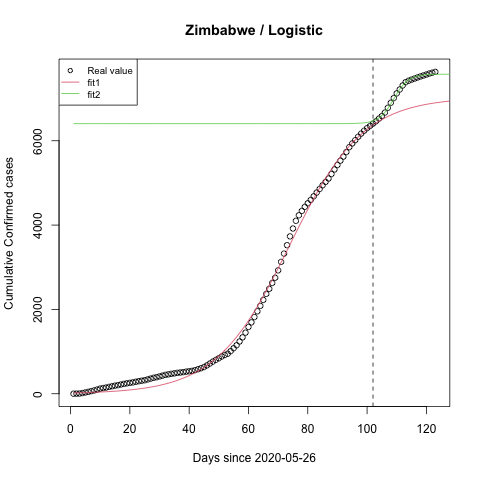 Zimbabwe / Logistic
Real value
fit1
fit2
Cumulative Confirmed cases
0
2000
4000
6000
0 20 40 60 80 100 120
Days since 2020-05-26